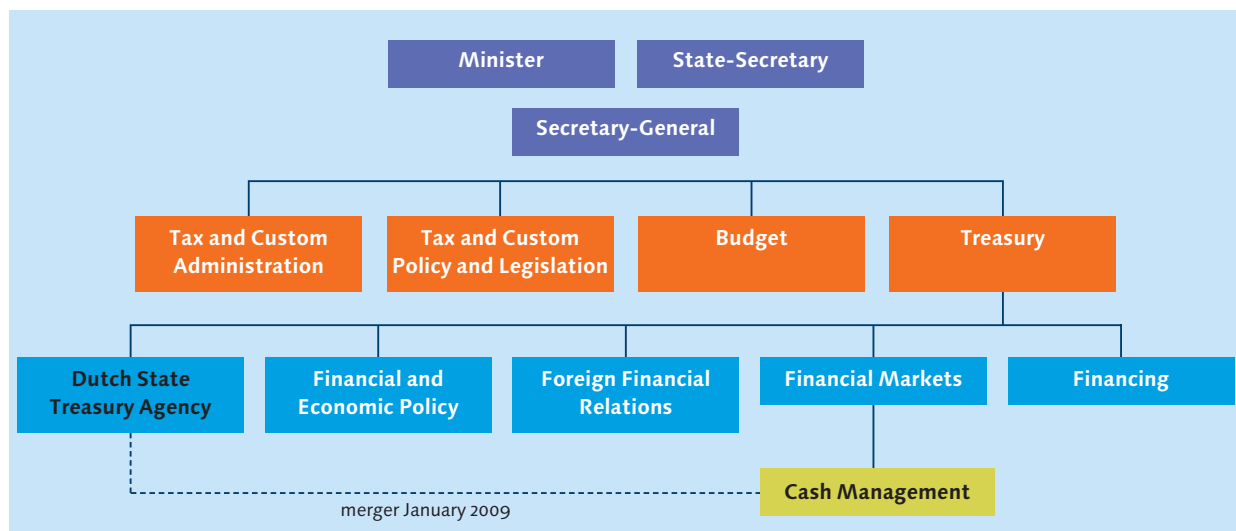 Minister
State-Secretary
Secretary-General
Tax and Custom
Administration
Tax and Custom
Policy and Legislation
Budget
Treasury
Dutch State
Treasury Agency
Financial and
Economic Policy
Foreign Financial
Relations
Financial Markets
Financing
Cash Management
merger January 2009